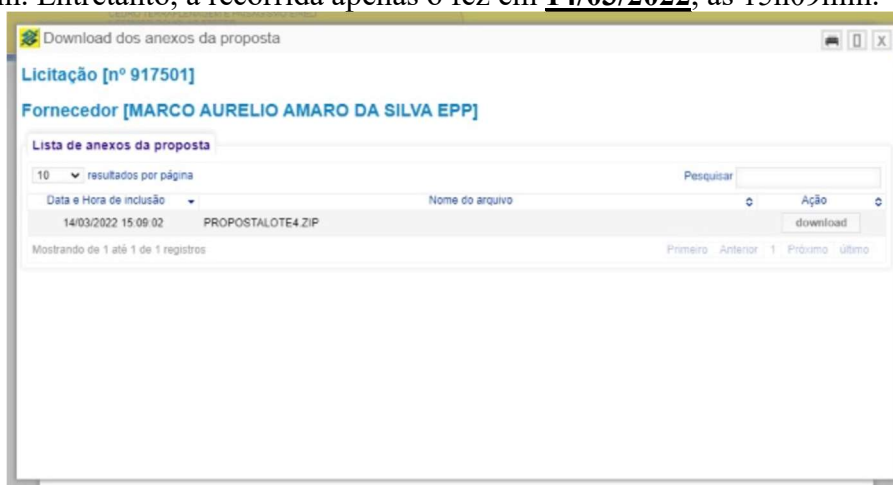 Entretanto, a recorrida apenas o fez em 14/03/2022, às 15h09min.
Download dos anexos da proposta
X
Licitação [nº 917501]
Fornecedor [MARCO AURELIO AMARO DA SILVA EPP]
Lista de anexos da proposta
10 resultados por página Pesquisar
Data e Hora de inclusão Nome do arquivo Ação
14/03/2022 15:09:02 PROPOSTALOTE4.ZIP download
Mostrando de 1 até 1 de 1 registros Primeiro Anterior 1 Próximo último